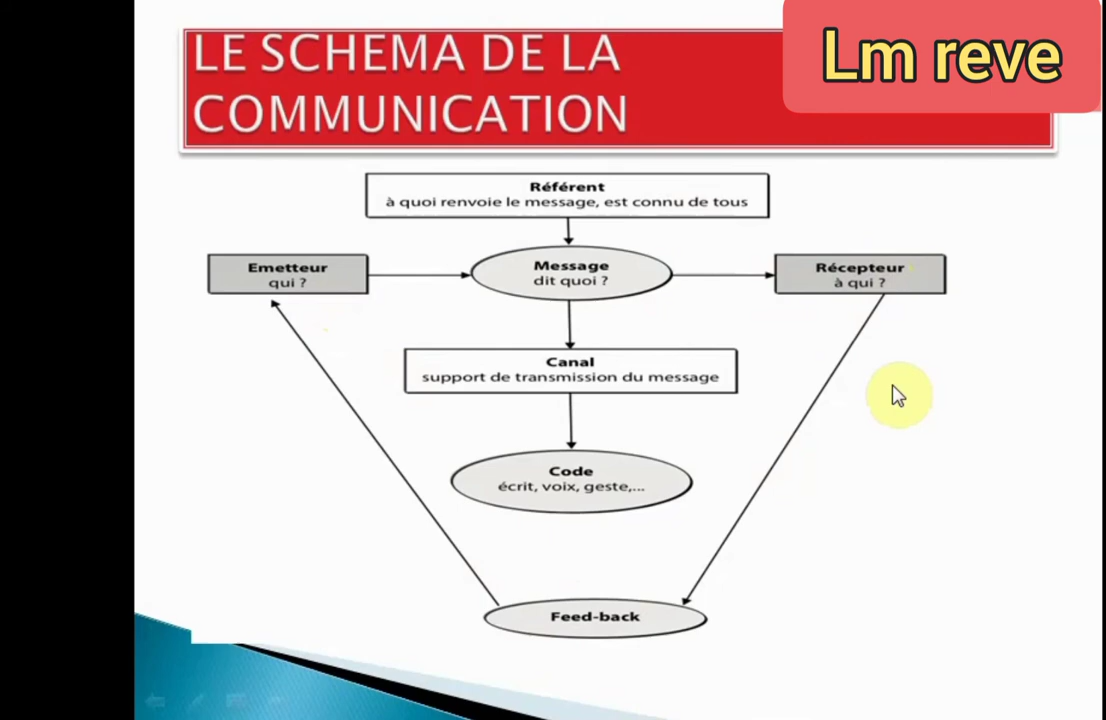 LE SCHEMA DE LA
COMMUNICATION
Lm reve
Référent
à quoi renvoie le message, est connu de tous
Emetteur
qui ?
Message
dit quoi ?
Récepteur
à qui ?
Canal
support de transmission du message
Code
écrit, voix, geste,...
Feed-back